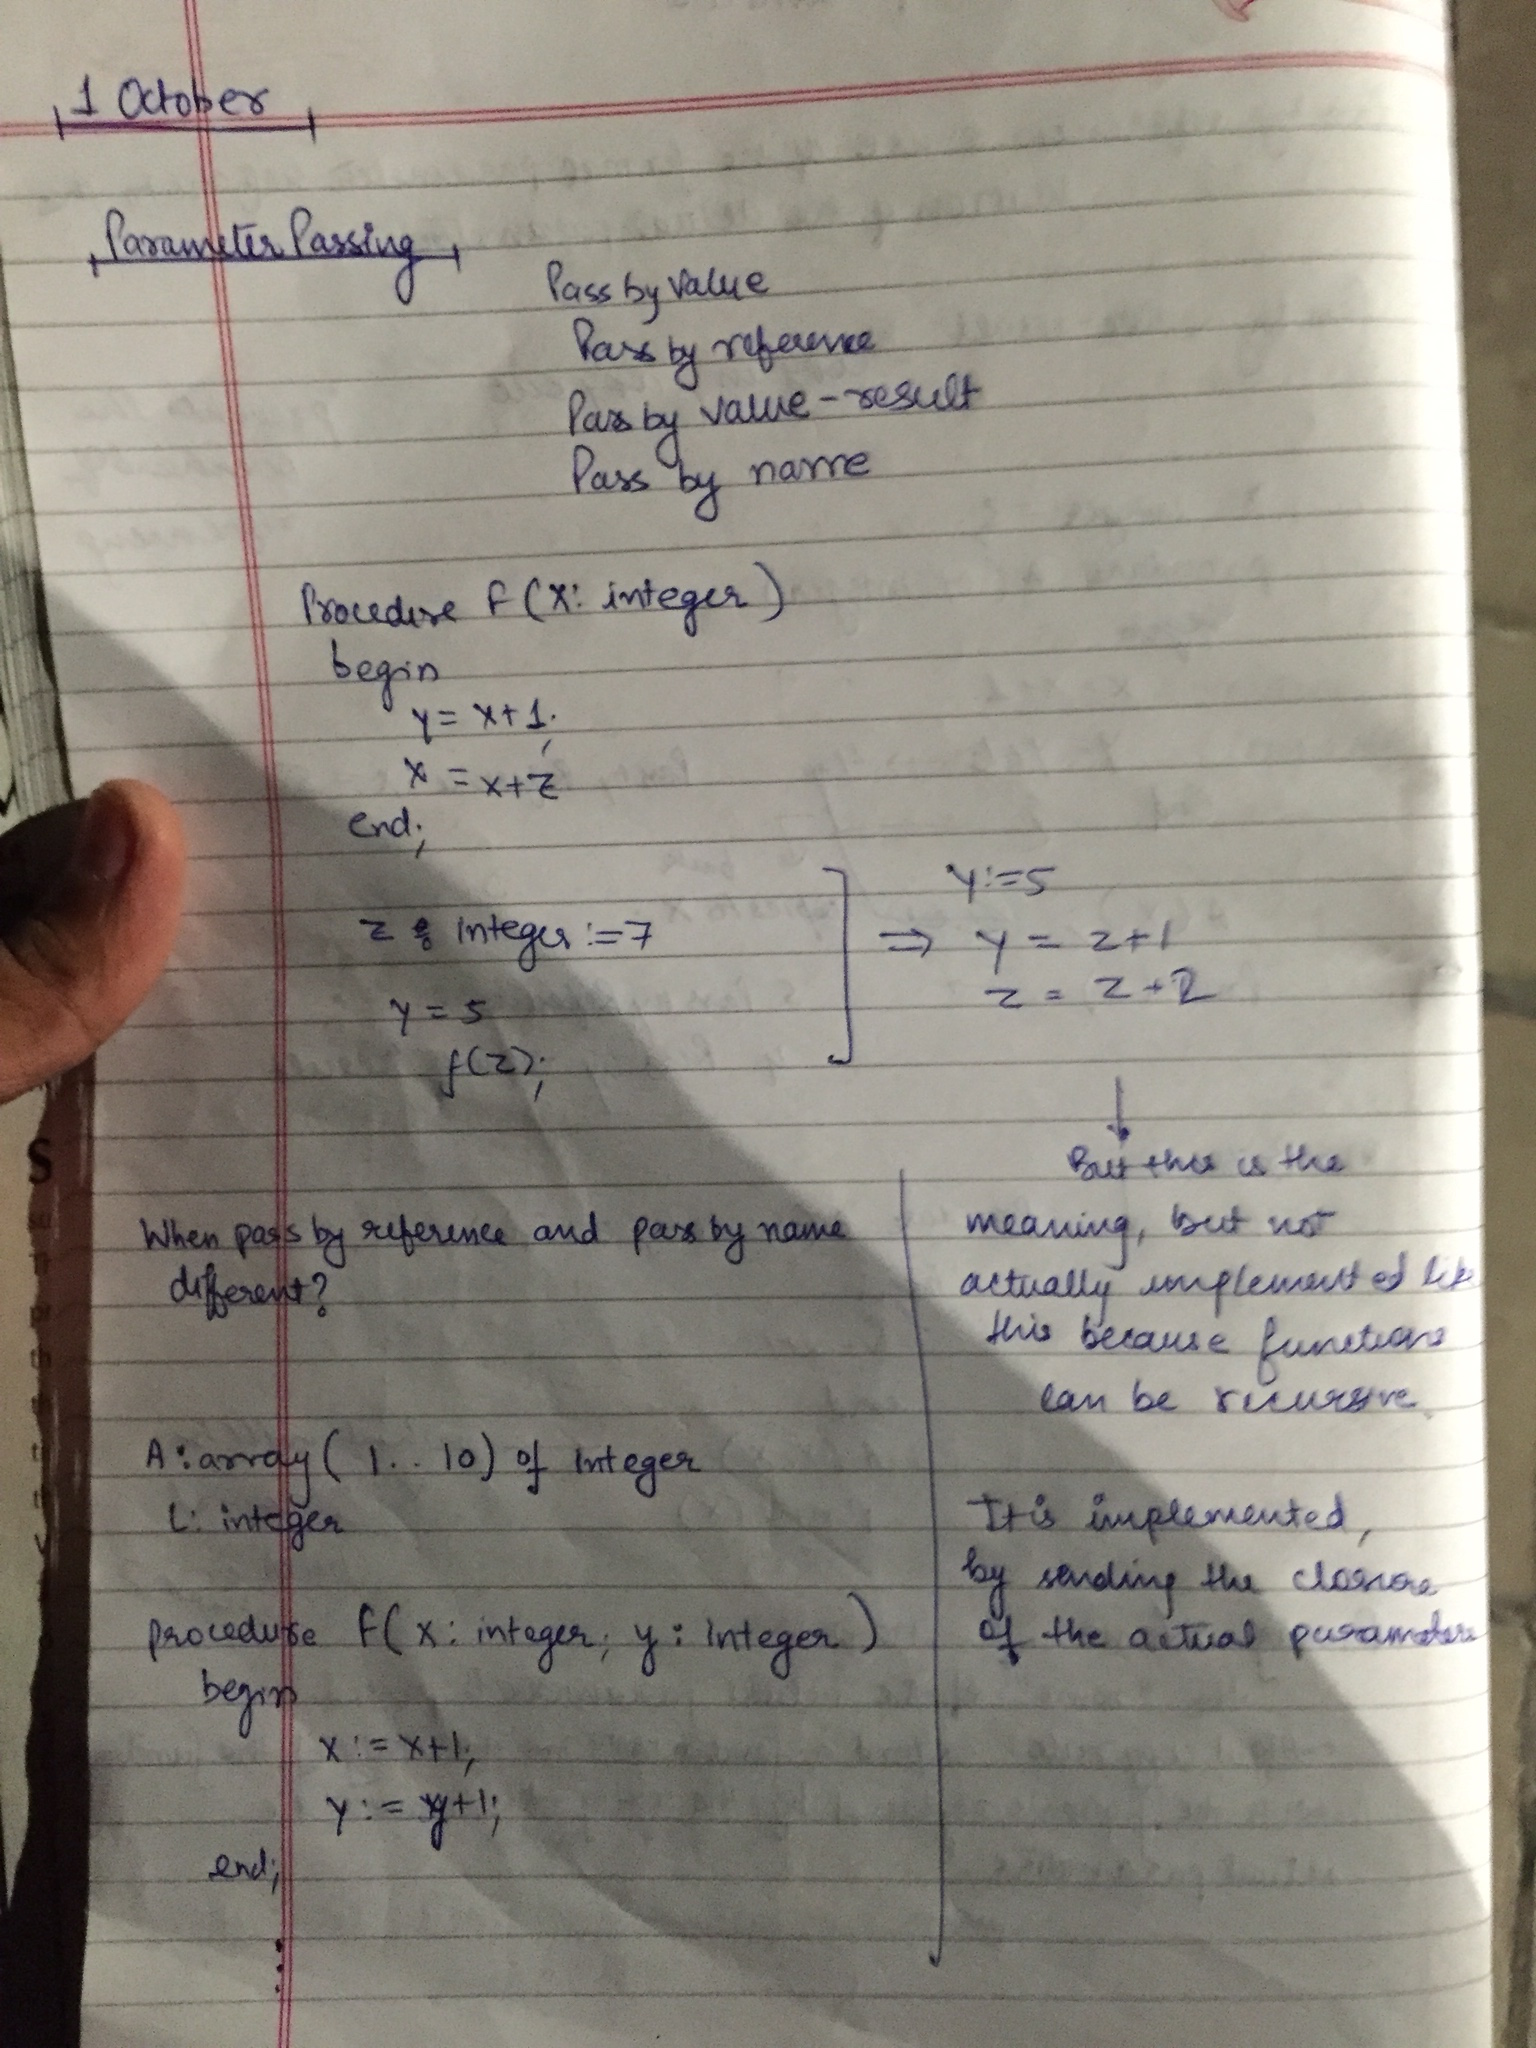 1 October
Parameter Passing
Pass by Value
Pass by reference
Pass by value-result
Pass by name
Procedure f(x: integer)
begin
y = x+1;
x = x+z
end;
z : integer := 7
y = 5
f(z);
⇒ y:=5
y = z+1
z = z+2
But this is the
meaning, but not
actually implemented lik
this because functions
can be recursive.
It is implemented,
by sending the closure
of the actual parameters
When pass by reference and pass by name
different?
A: array( 1..10) of integer
i: integer
procedure f( x: integer; y: integer)
begin
x := x+1;
y := y+1;
end;